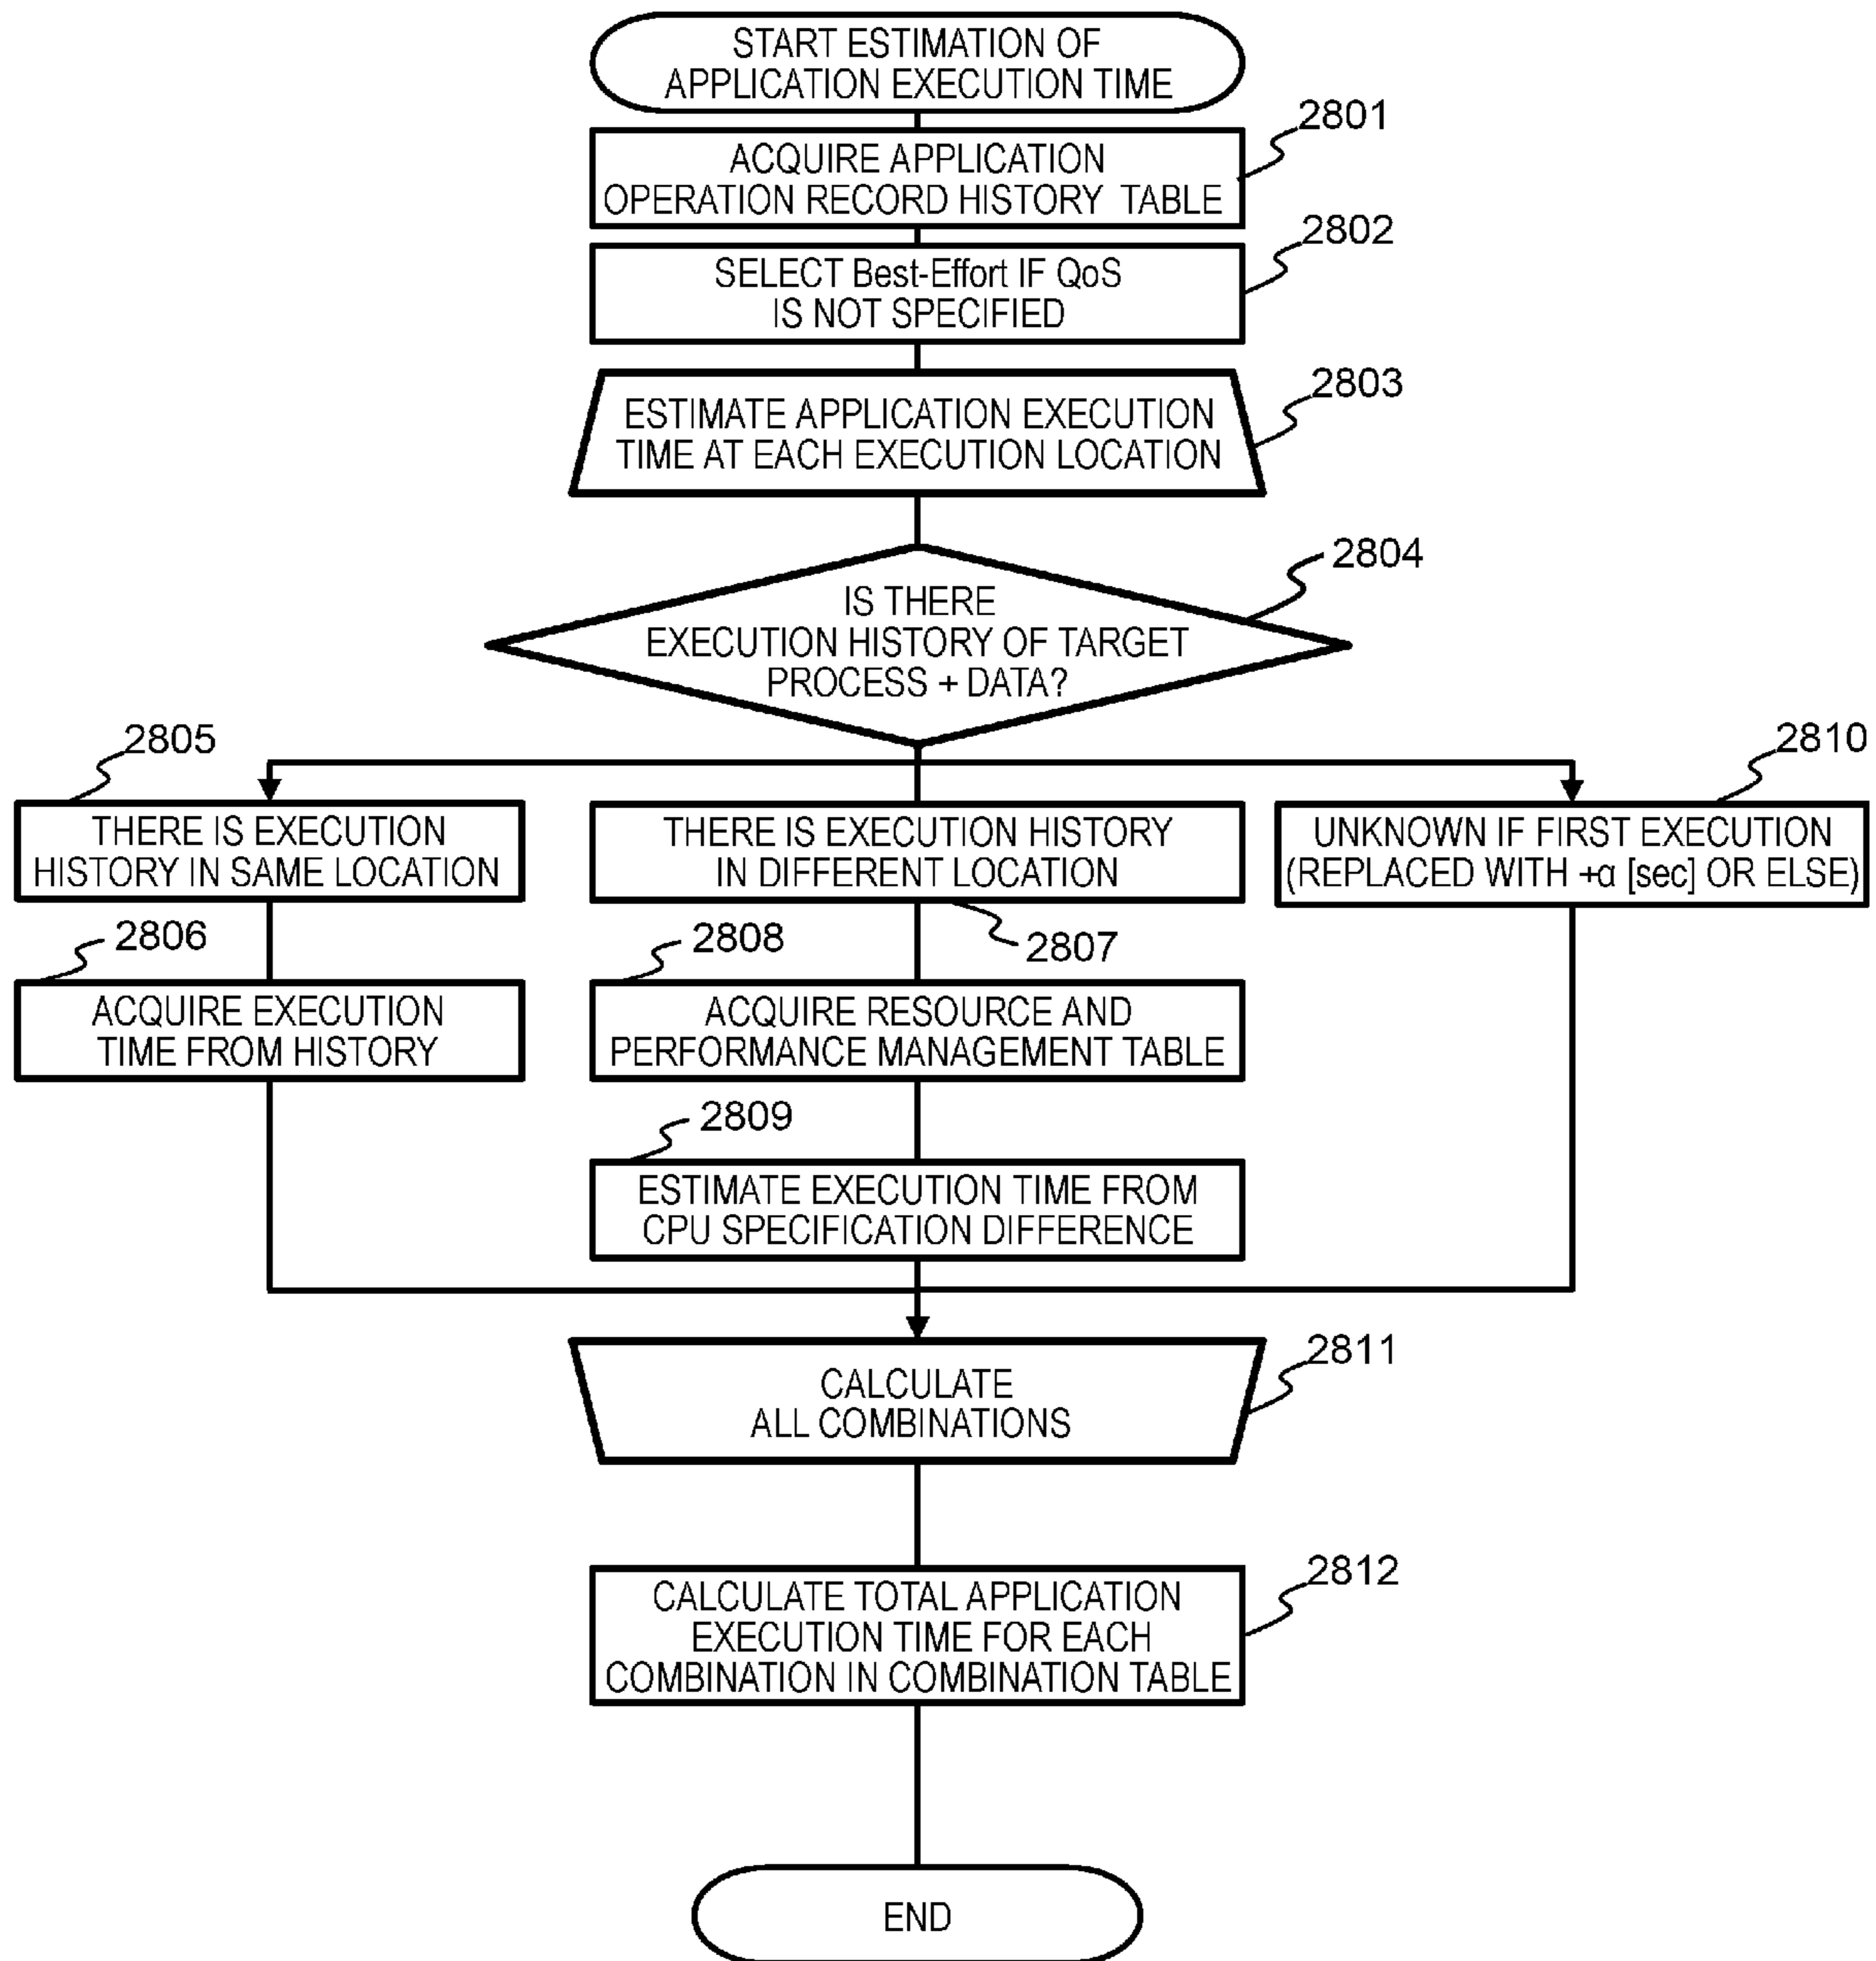 START ESTIMATION OF
APPLICATION EXECUTION TIME
2801
ACQUIRE APPLICATION
OPERATION RECORD HISTORY TABLE
2802
SELECT Best-Effort IF QoS
IS NOT SPECIFIED
2803
ESTIMATE APPLICATION EXECUTION
TIME AT EACH EXECUTION LOCATION
2804
IS THERE
EXECUTION HISTORY OF TARGET
PROCESS + DATA?
2805
THERE IS EXECUTION
HISTORY IN SAME LOCATION
2806
ACQUIRE EXECUTION
TIME FROM HISTORY
THERE IS EXECUTION HISTORY
IN DIFFERENT LOCATION
2807
2808
ACQUIRE RESOURCE AND
PERFORMANCE MANAGEMENT TABLE
2809
ESTIMATE EXECUTION TIME FROM
CPU SPECIFICATION DIFFERENCE
2810
UNKNOWN IF FIRST EXECUTION
(REPLACED WITH +α [sec] OR ELSE)
2811
CALCULATE
ALL COMBINATIONS
2812
CALCULATE TOTAL APPLICATION
EXECUTION TIME FOR EACH
COMBINATION IN COMBINATION TABLE
END